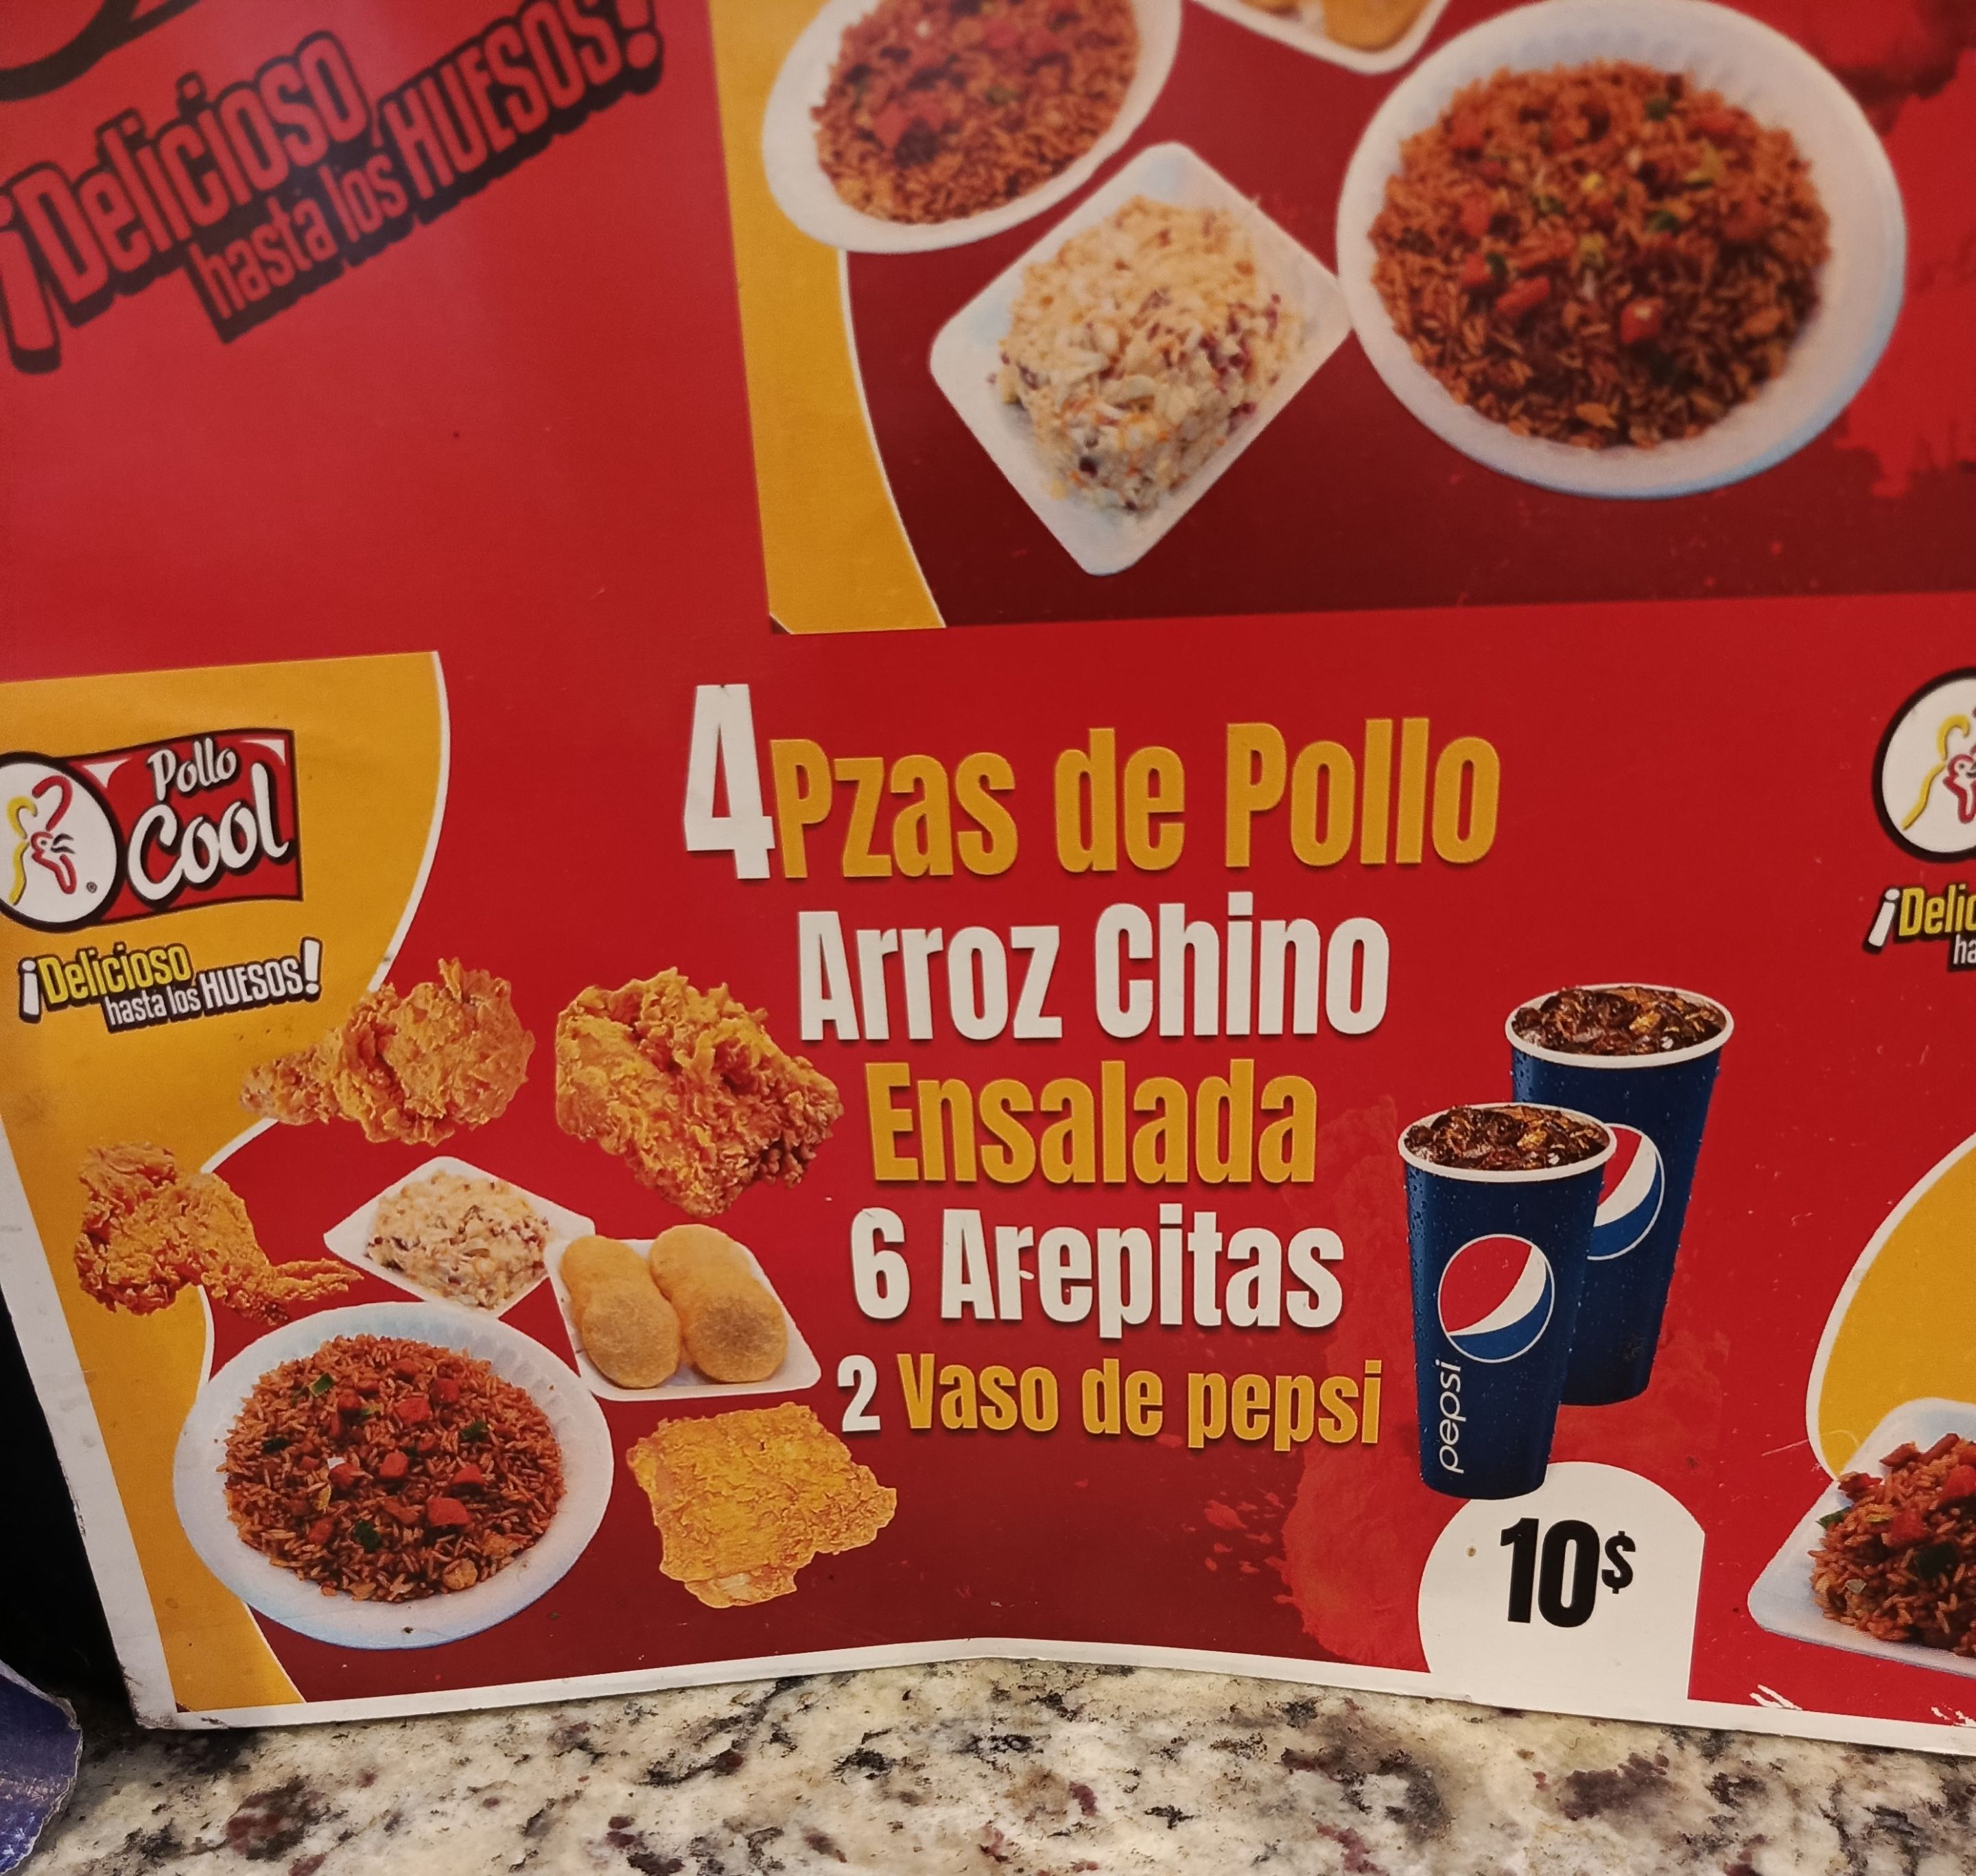 ¡Delicioso
hasta los HUESOS!
Pollo
Cool
®
¡Delicioso
hasta los HUESOS!
4 Pzas de Pollo
Arroz Chino
Ensalada
6 Arepitas
2 Vaso de pepsi
pepsi
10$
¡Delic
ha